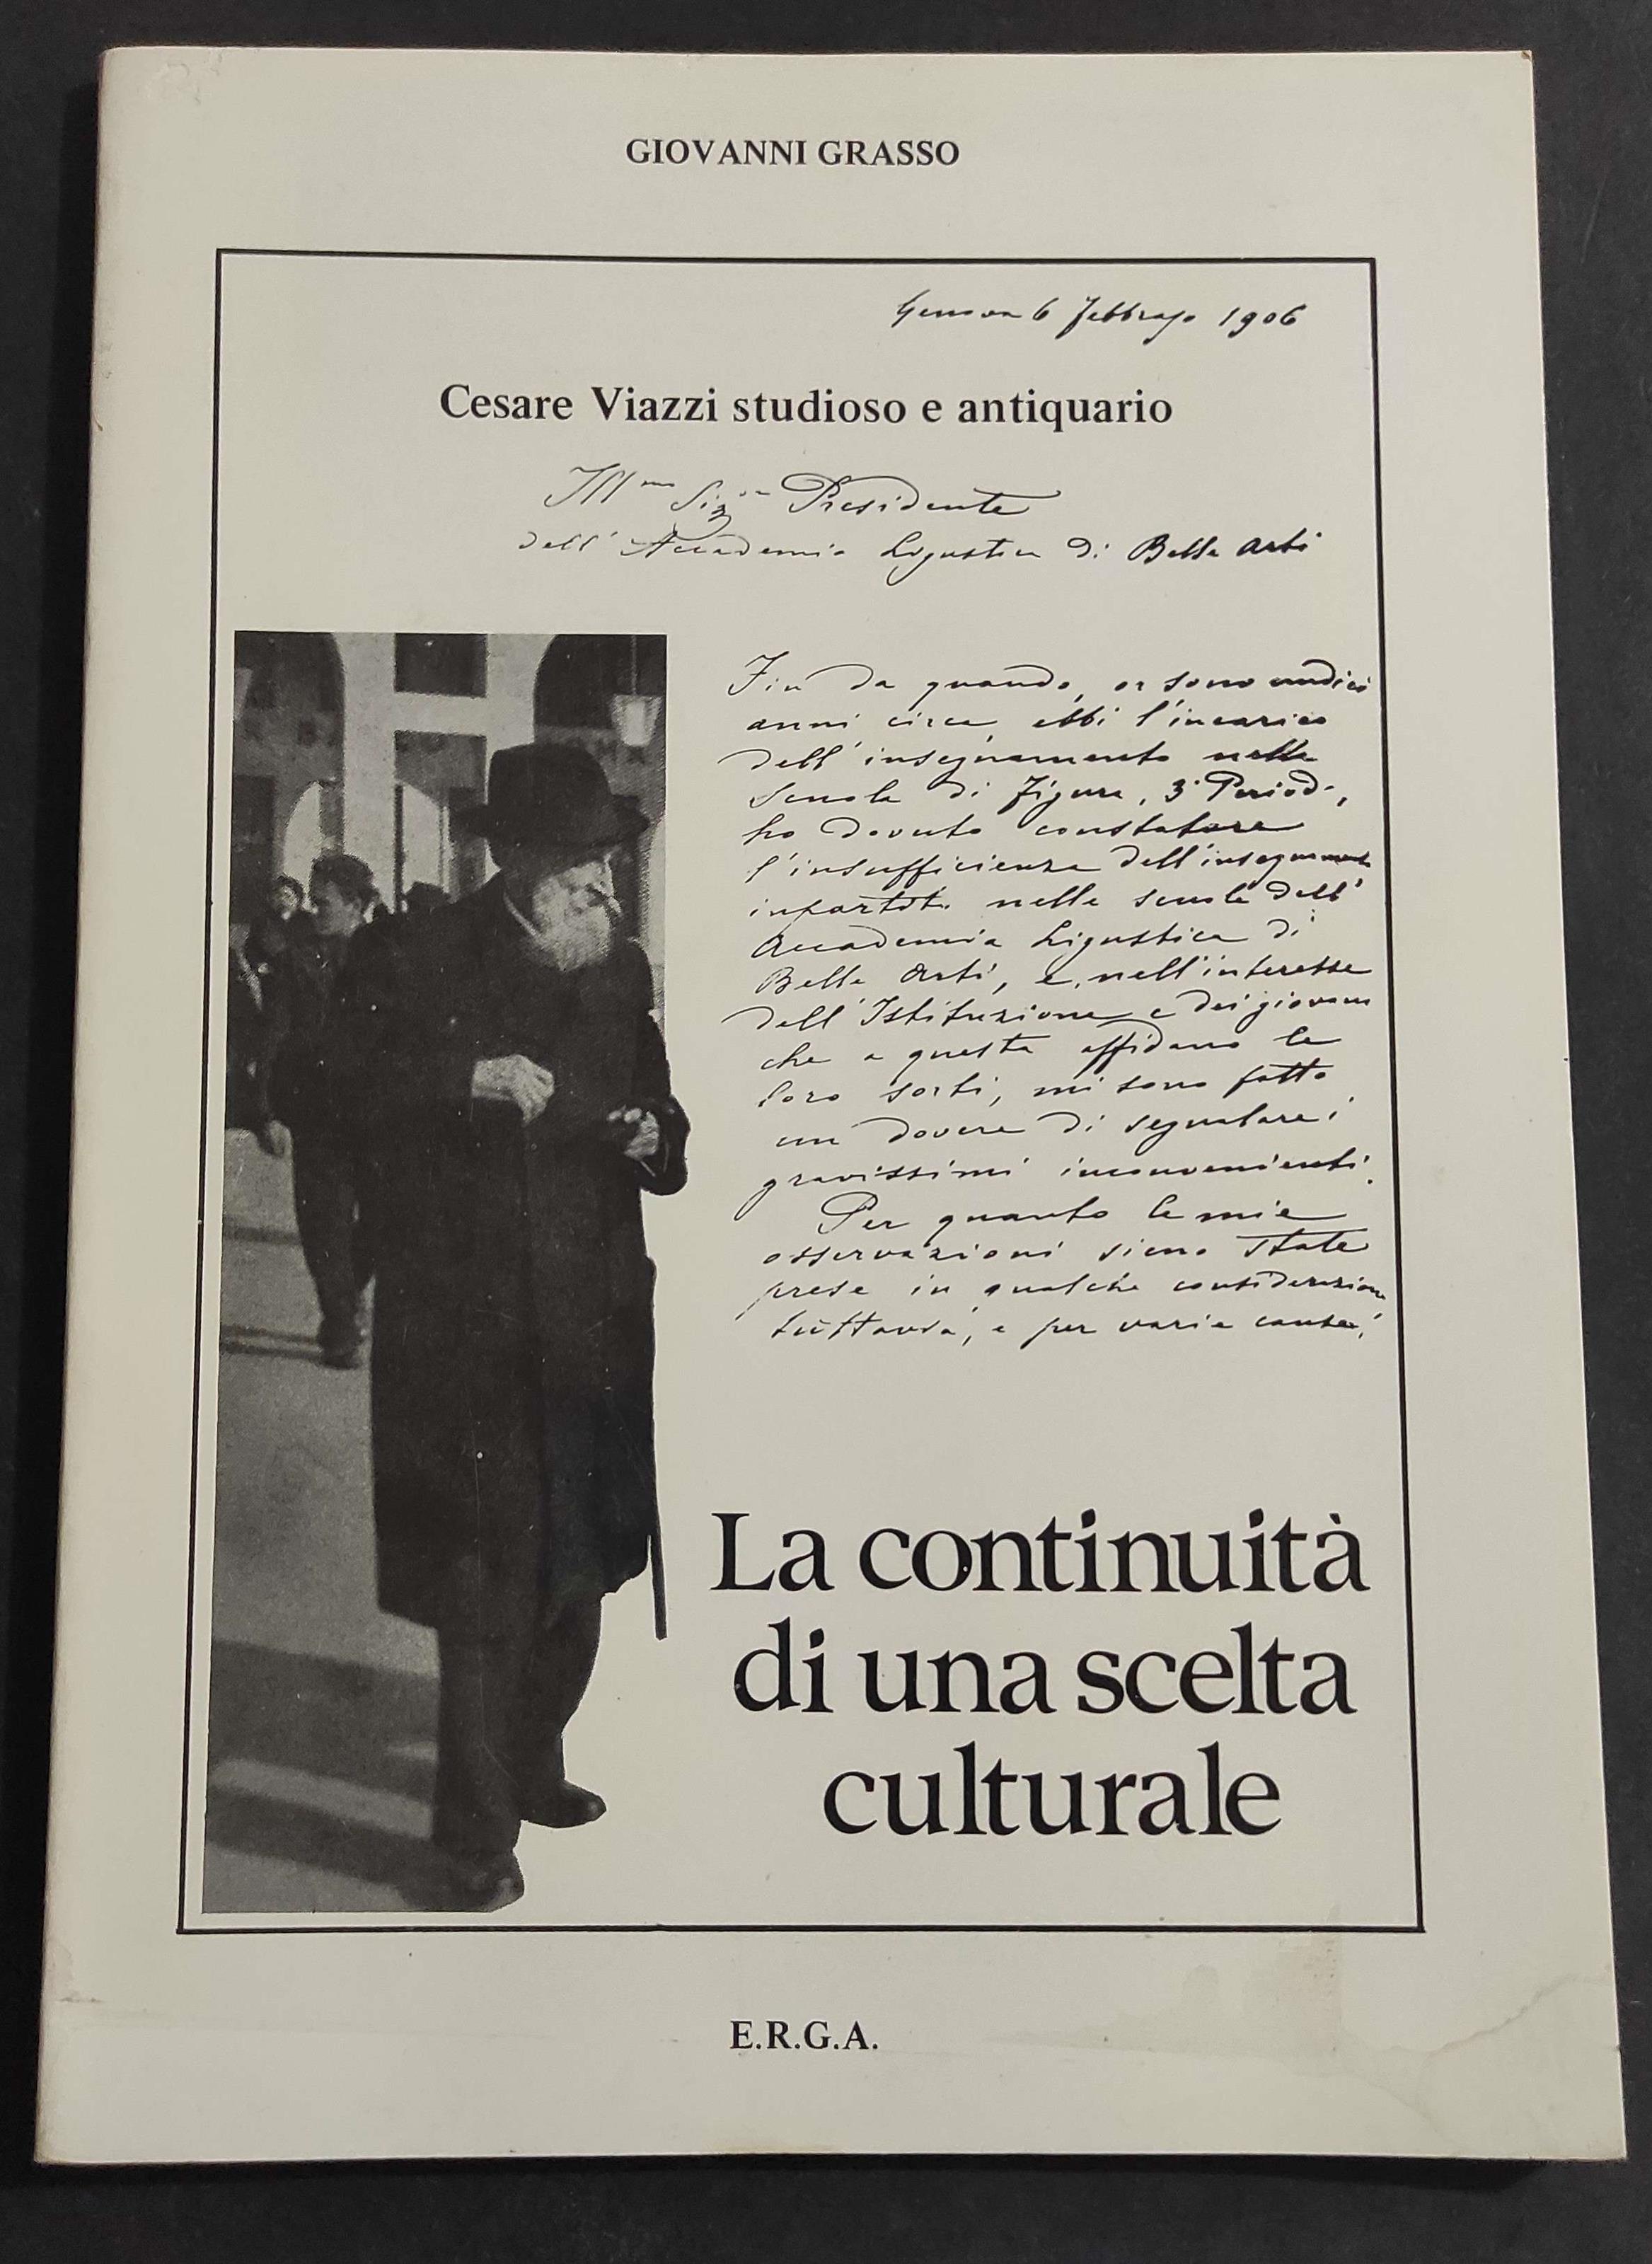 GIOVANNI GRASSO
Genova 6 febbrajo 1906
Cesare Viazzi studioso e antiquario
Ill.mo Sig.r Presidente
dell'Accademia Ligustica di Belle Arti
Fin da quando, or sono undici
anni circa, ebbi l'incarico
dell'insegnamento nella
Scuola di Figura, 3° Period.,
ho dovuto constatare
l'insufficienza dell'insegnamento
impartito nelle scuole dell'
Accademia Ligustica di
Belle Arti, e, nell'interesse
dell'Istituzione e dei giovani
che a questa affidano le
loro sorti, mi sono fatto
un dovere di segnalare i
gravissimi inconvenienti.
Per quanto le mie
osservazioni sieno state
prese in qualche considerazione
tuttavia, e per varie cause,
La continuità
di una scelta
culturale
E.R.G.A.